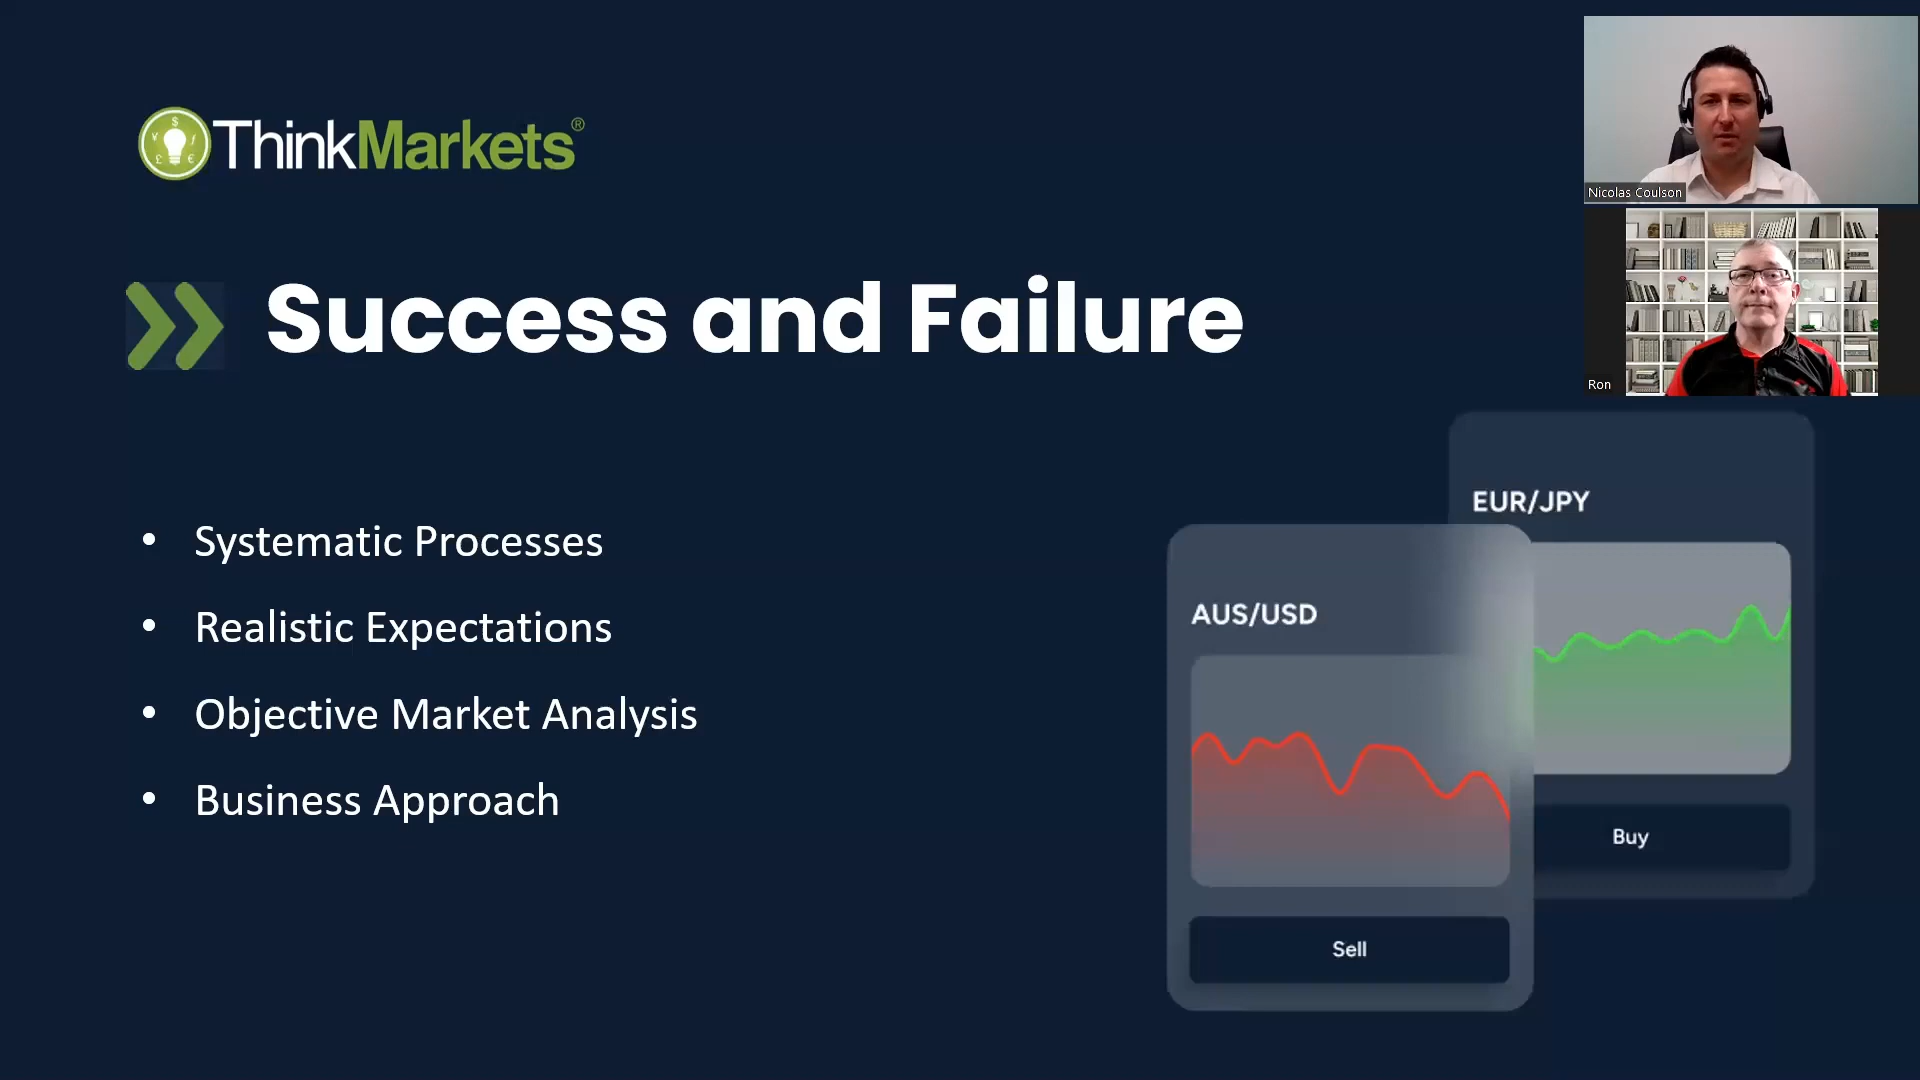 ThinkMarkets®
Success and Failure
• Systematic Processes
• Realistic Expectations
• Objective Market Analysis
• Business Approach
Nicolas Coulson
Ron
EUR/JPY
Buy
AUS/USD
Sell